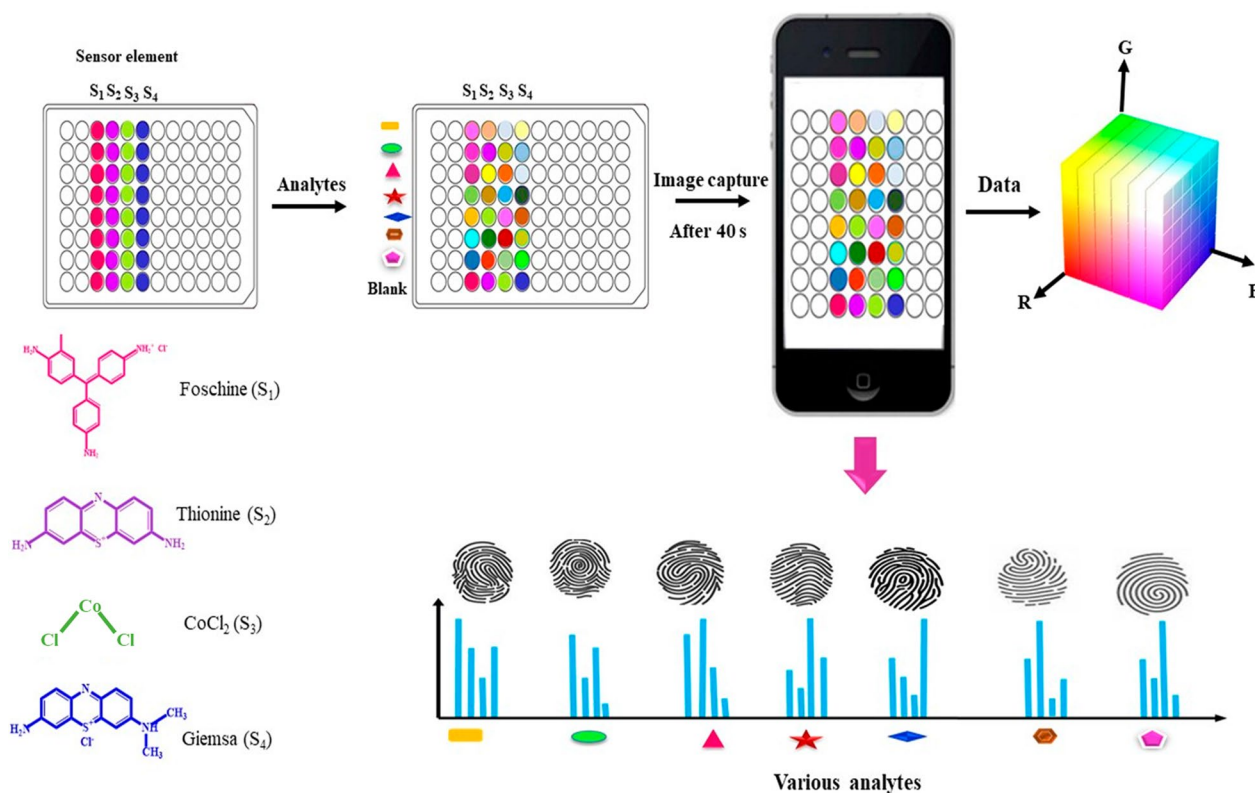 Sensor element
S1 S2 S3 S4
Analytes
S1 S2 S3 S4
Blank
Image capture
After 40 s
Data
G
R
B
H2N
NH2+ Cl-
NH2
Foschine (S1)
N
S
H2N
NH2
Thionine (S2)
Co
Cl Cl
CoCl2 (S3)
N
H2N
S+
Cl-
N
CH3
CH3
Giemsa (S4)
Various analytes